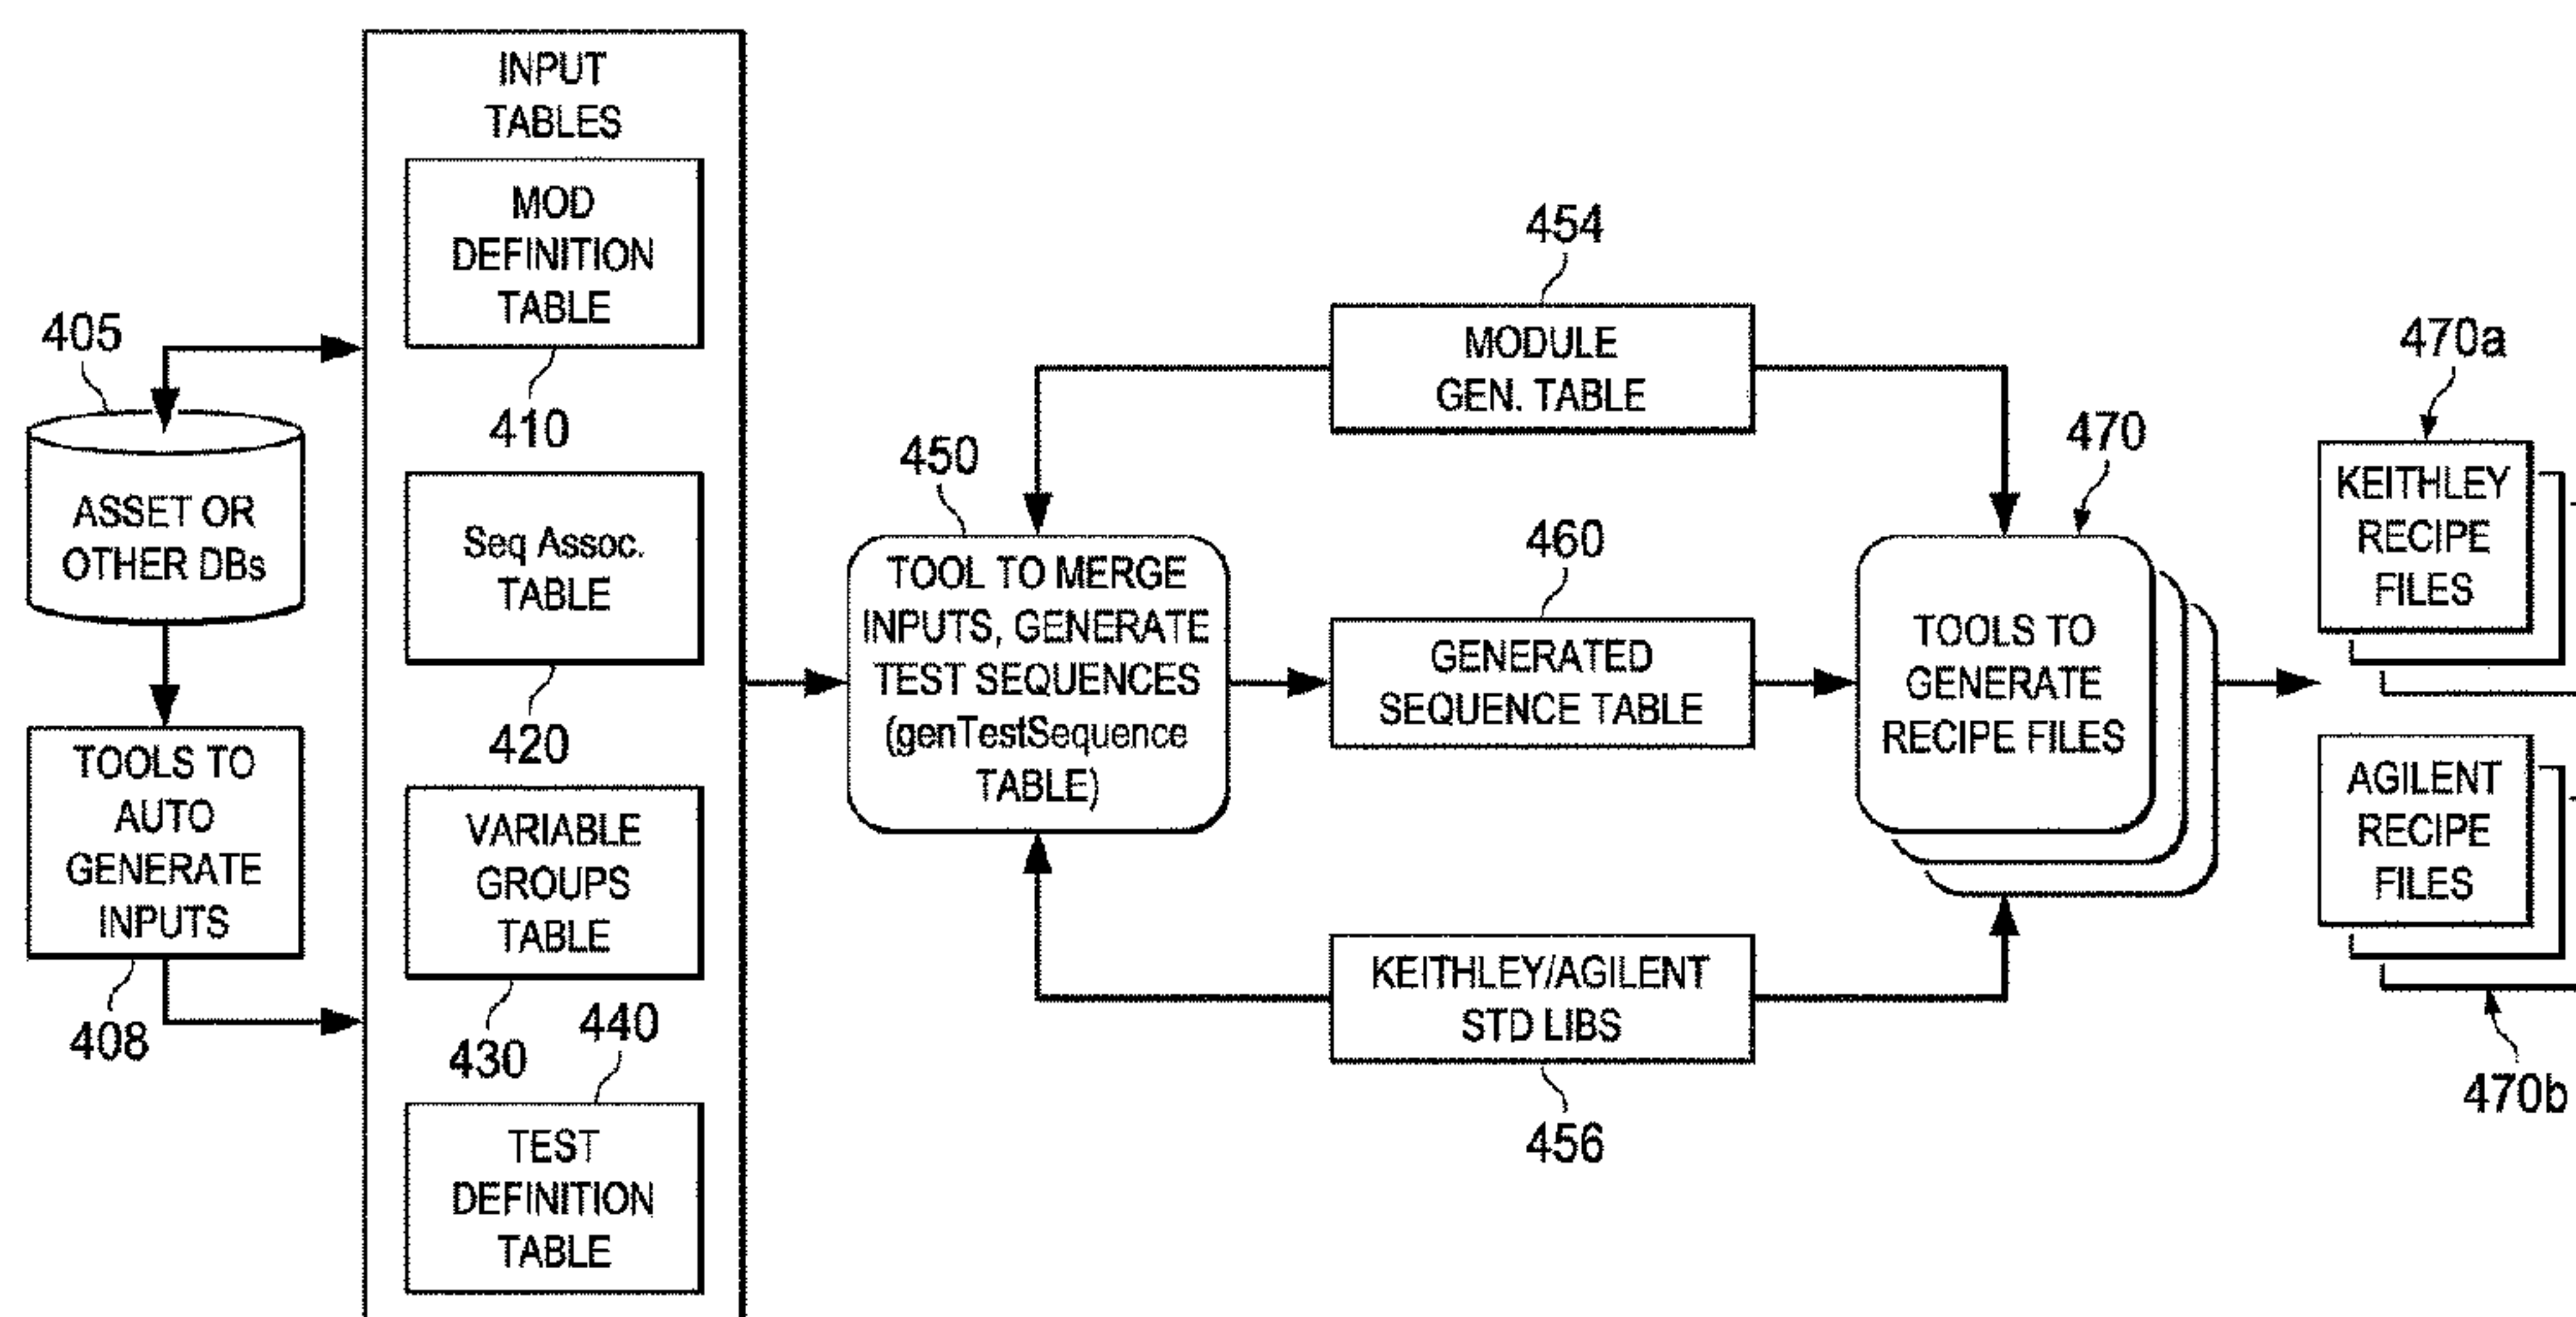 INPUT
TABLES
MOD
DEFINITION
TABLE
410
Seq Assoc.
TABLE
420
VARIABLE
GROUPS
TABLE
430
440
TEST
DEFINITION
TABLE
405
ASSET OR
OTHER DBs
TOOLS TO
AUTO
GENERATE
INPUTS
408
450
TOOL TO MERGE
INPUTS, GENERATE
TEST SEQUENCES
(genTestSequence
TABLE)
454
MODULE
GEN. TABLE
460
GENERATED
SEQUENCE TABLE
KEITHLEY/AGILENT
STD LIBS
456
470
TOOLS TO
GENERATE
RECIPE FILES
470a
KEITHLEY
RECIPE
FILES
AGILENT
RECIPE
FILES
470b